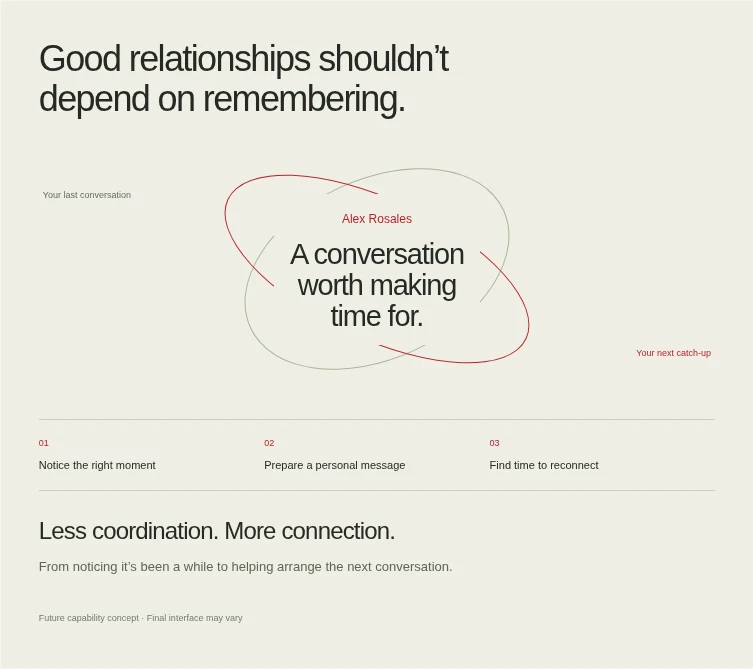 Good relationships shouldn’t
depend on remembering.
Your last conversation
Alex Rosales
A conversation
worth making
time for.
Your next catch-up
01
Notice the right moment
02
Prepare a personal message
03
Find time to reconnect
Less coordination. More connection.
From noticing it’s been a while to helping arrange the next conversation.
Future capability concept · Final interface may vary